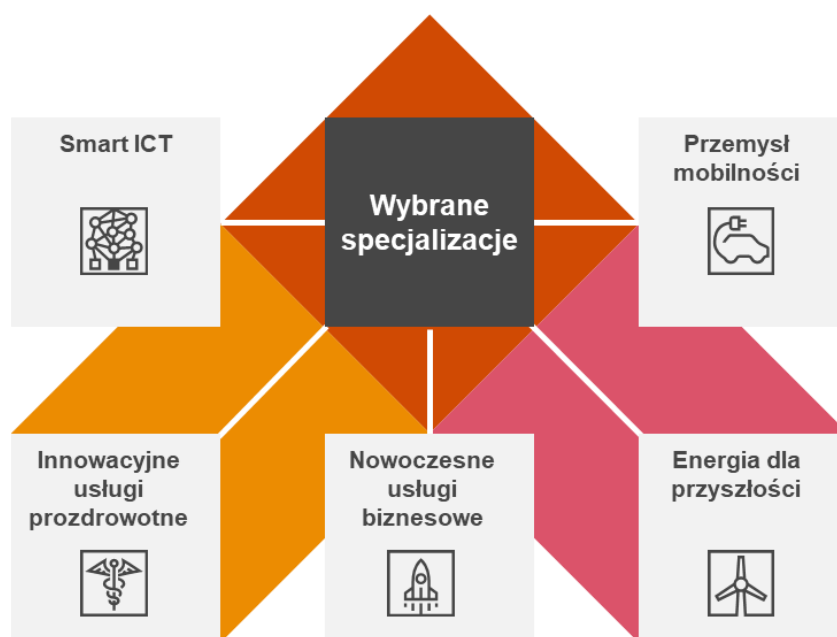 Smart ICT
Wybrane
specjalizacje
Przemysł
mobilności
Innowacyjne
usługi
prozdrowotne
Nowoczesne
usługi
biznesowe
Energia dla
przyszłości